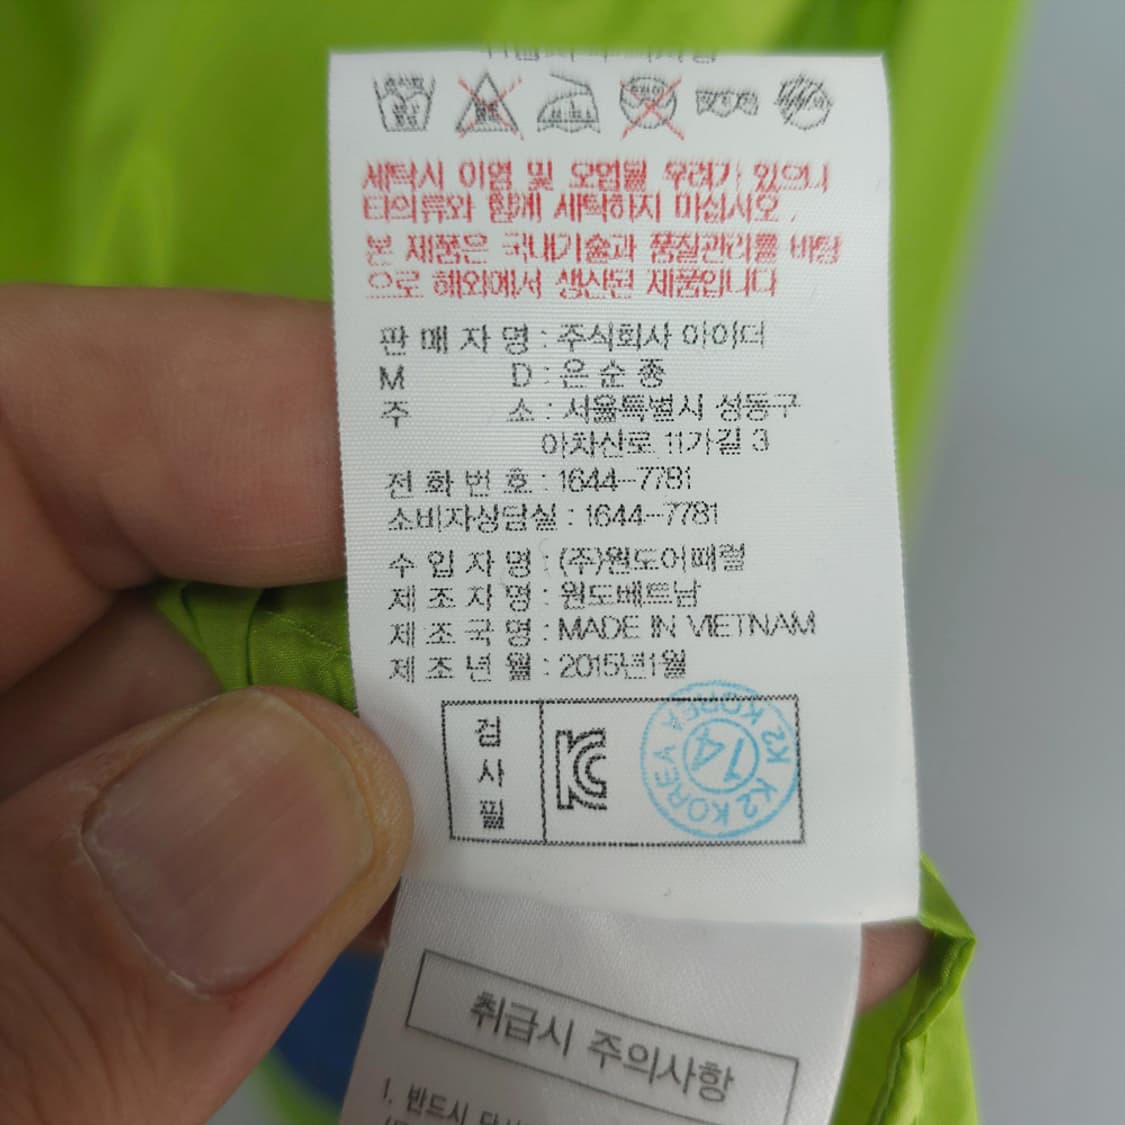 세탁시 이염 및 오염될 우려가 있으니
타의류와 함께 세탁하지 마십시오.
본 제품은 국내기술과 품질관리를 바탕
으로 해외에서 생산된 제품입니다
판 매 자 명 : 주식회사 아이더
M D : 은 순 종
주 소 : 서울특별시 성동구
아차산로 11가길 3
전 화 번 호 : 1644-7781
소비자상담실 : 1644-7781
수 입 자 명 : (주)원도어패럴
제 조 자 명 : 원도베트남
제 조 국 명 : MADE IN VIETNAM
제 조 년 월 : 2015년1월
검
사
필
KC
K2 KOREA K2 KOREA
14
취급시 주의사항
1. 반드시